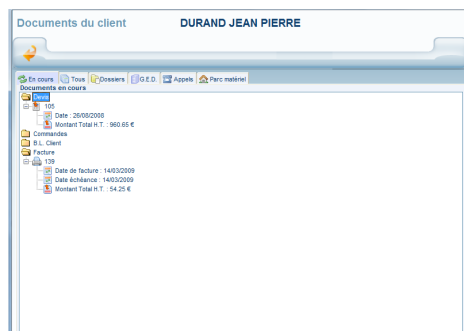 Documents du client DURAND JEAN PIERRE
En cours Tous Dossiers G.E.D. Appels Parc matériel
Documents en cours
Devis
105
Date : 26/08/2008
Montant Total H.T. : 960.65 €
Commandes
B.L. Client
Facture
139
Date de facture : 14/03/2009
Date échéance : 14/03/2009
Montant Total H.T. : 54.25 €